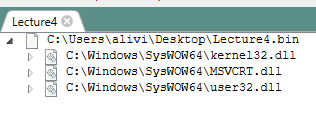 Lecture4
C:\Users\alivi\Desktop\Lecture4.bin
C:\Windows\SysWOW64\kernel32.dll
C:\Windows\SysWOW64\MSVCRT.dll
C:\Windows\SysWOW64\user32.dll